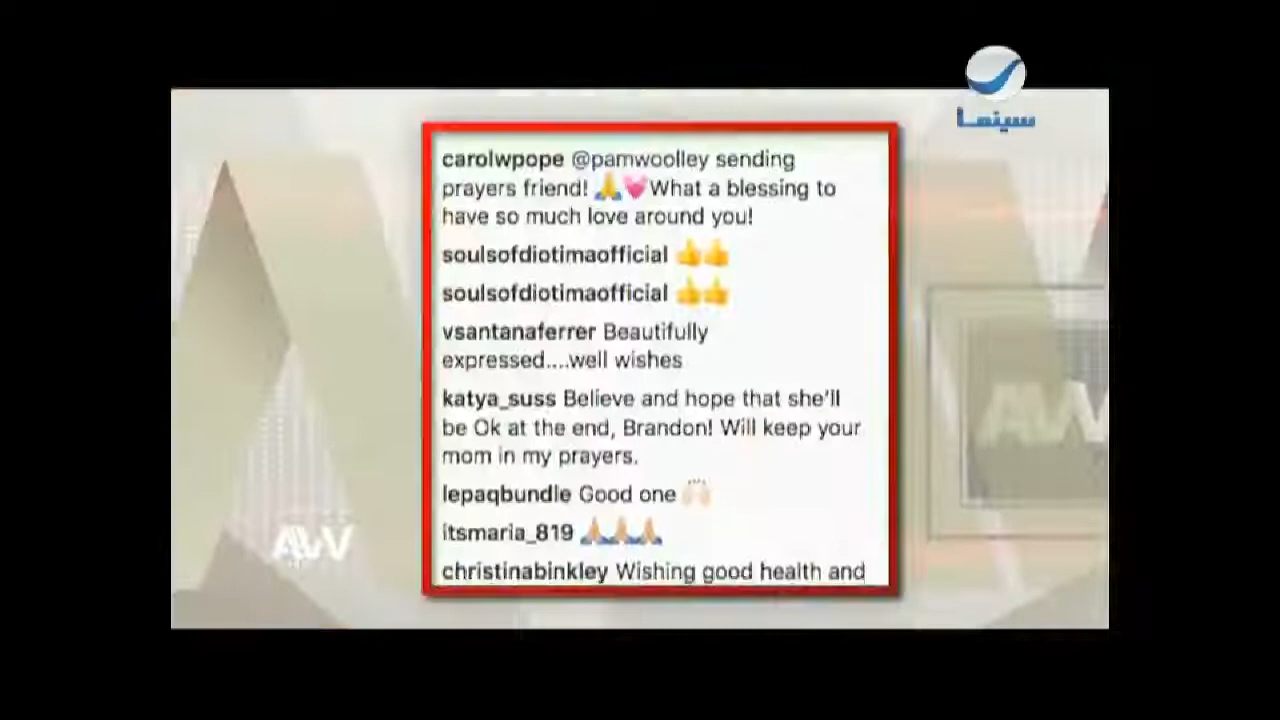 سينما
carolwpope @pamwoolley sending
prayers friend! 🙏💓What a blessing to
have so much love around you!
soulsofdiotimaofficial 👍👍
soulsofdiotimaofficial 👍👍
vsantanaferrer Beautifully
expressed....well wishes
katya_suss Believe and hope that she'll
be Ok at the end, Brandon! Will keep your
mom in my prayers.
lepaqbundle Good one 🙌🏻
itsmaria_819 🙏🏼🙏🏼🙏🏼
christinabinkley Wishing good health and